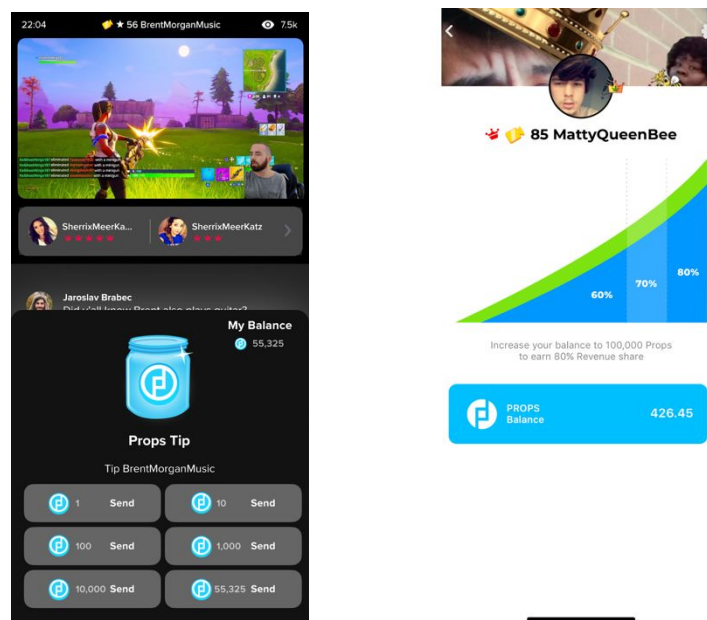 22:04
★ 56 BrentMorganMusic
7.5k
SherrixMeerKa...
SherrixMeerKatz
Jaroslav Brabec
My Balance
55,325
Props Tip
Tip BrentMorganMusic
1 Send
10 Send
100 Send
1,000 Send
10,000 Send
55,325 Send
85 MattyQueenBee
60%
70%
80%
Increase your balance to 100,000 Props
to earn 80% Revenue share
PROPS
Balance
426.45